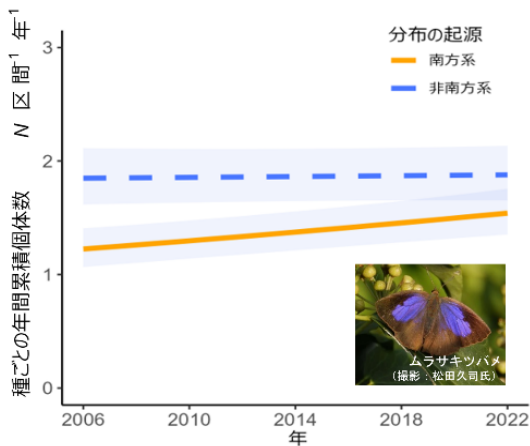 種ごとの年間累積個体数 N 区間⁻¹ 年⁻¹
3
2
1
0
分布の起源
南方系
非南方系
ムラサキツバメ
(撮影：松田久司氏)
2006 2010 2014 2018 2022
年